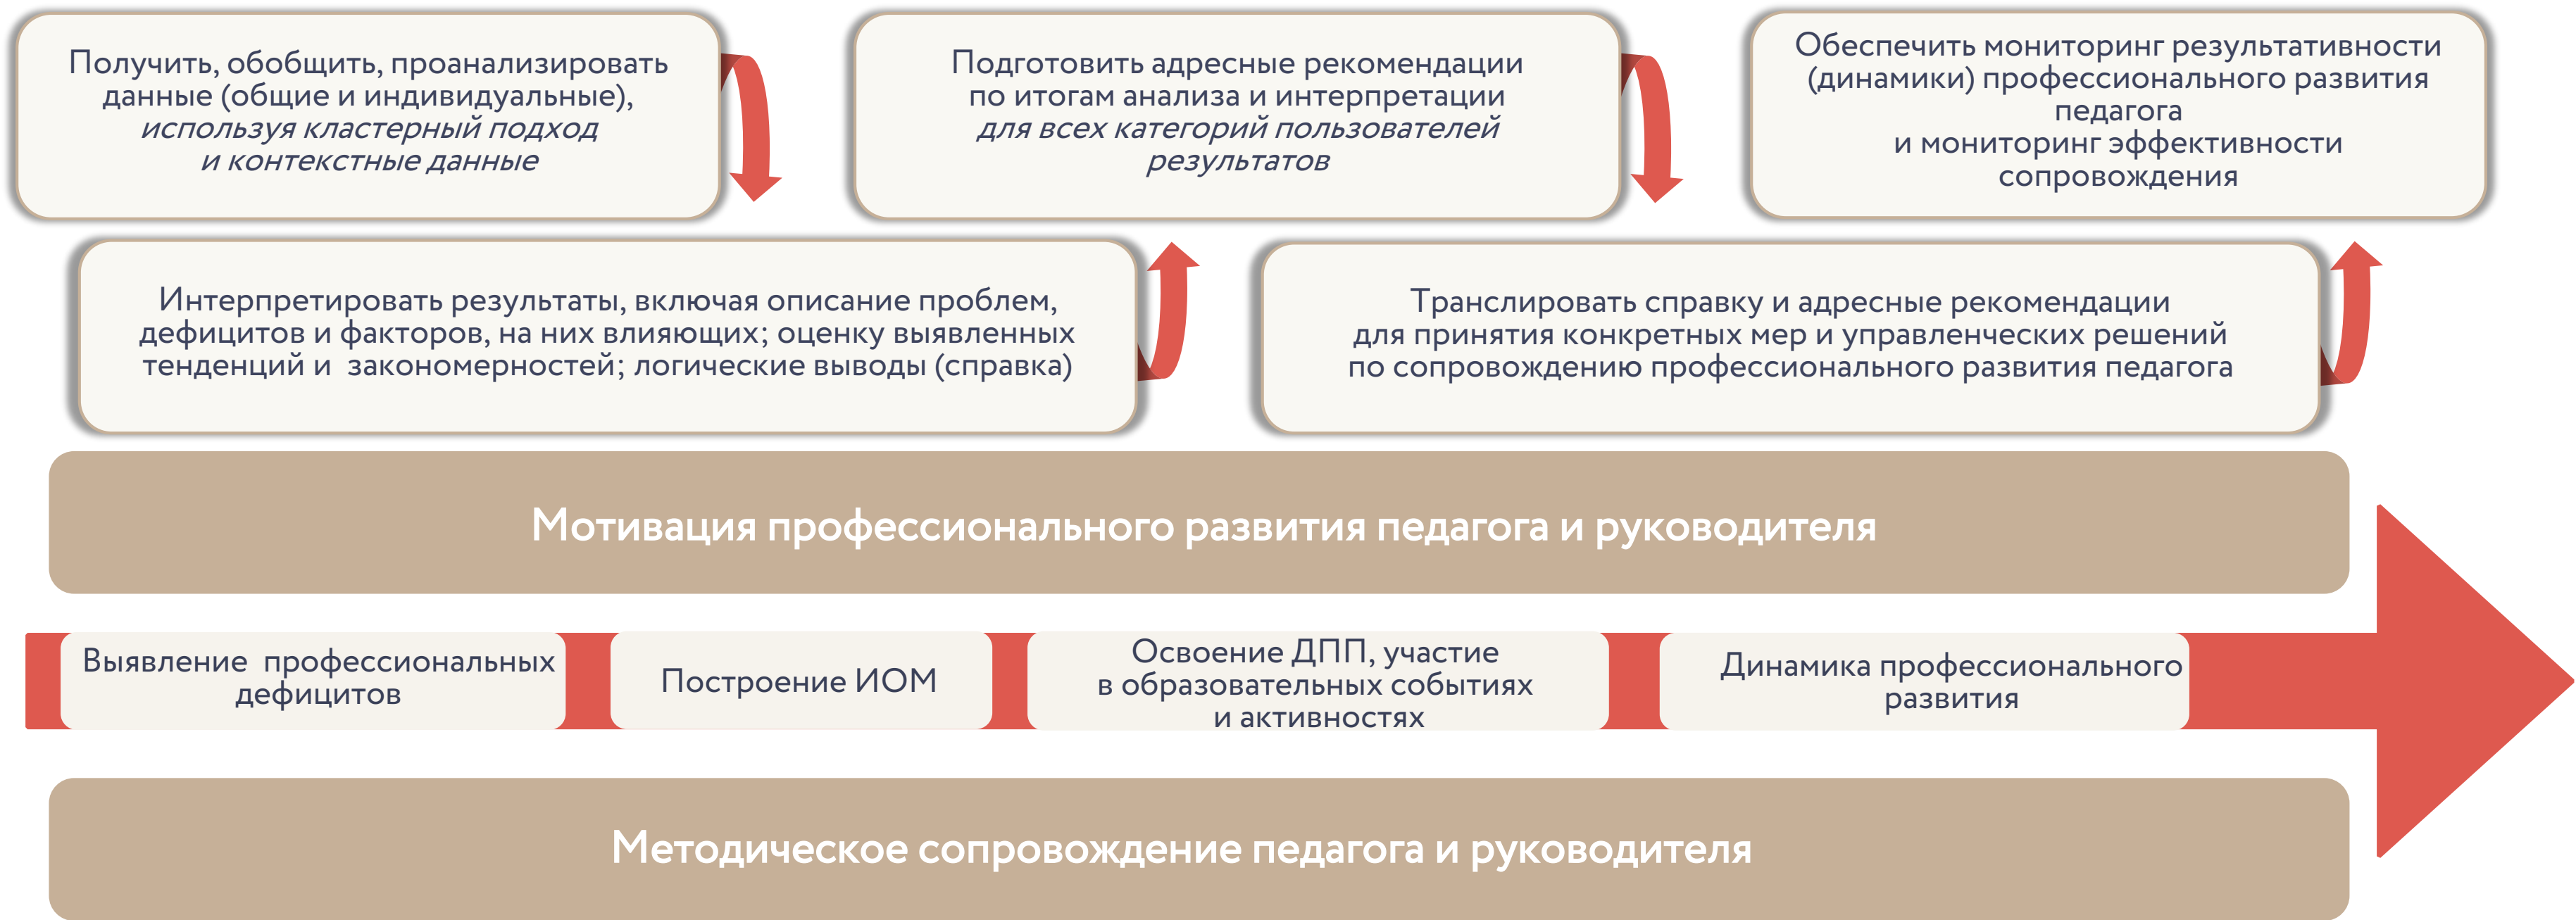 Получить, обобщить, проанализировать
данные (общие и индивидуальные),
используя кластерный подход
и контекстные данные
Подготовить адресные рекомендации
по итогам анализа и интерпретации
для всех категорий пользователей
результатов
Обеспечить мониторинг результативности
(динамики) профессионального развития
педагога
и мониторинг эффективности
сопровождения
Интерпретировать результаты, включая описание проблем,
дефицитов и факторов, на них влияющих; оценку выявленных
тенденций и закономерностей; логические выводы (справка)
Транслировать справку и адресные рекомендации
для принятия конкретных мер и управленческих решений
по сопровождению профессионального развития педагога
Мотивация профессионального развития педагога и руководителя
Выявление профессиональных
дефицитов
Построение ИОМ
Освоение ДПП, участие
в образовательных событиях
и активностях
Динамика профессионального
развития
Методическое сопровождение педагога и руководителя